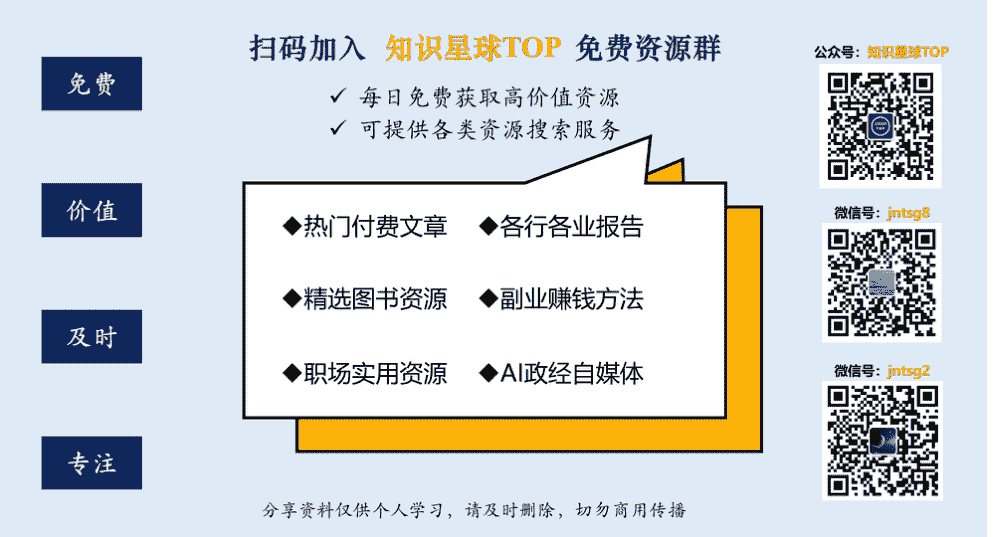 扫码加入 知识星球TOP 免费资源群
每日免费获取高价值资源
可提供各类资源搜索服务
免费
价值
及时
专注
◆热门付费文章 ◆各行各业报告
◆精选图书资源 ◆副业赚钱方法
◆职场实用资源 ◆AI政经自媒体
公众号：知识星球TOP
微信号：jntsg8
微信号：jntsg2
分享资料仅供个人学习，请及时删除，切勿商用传播